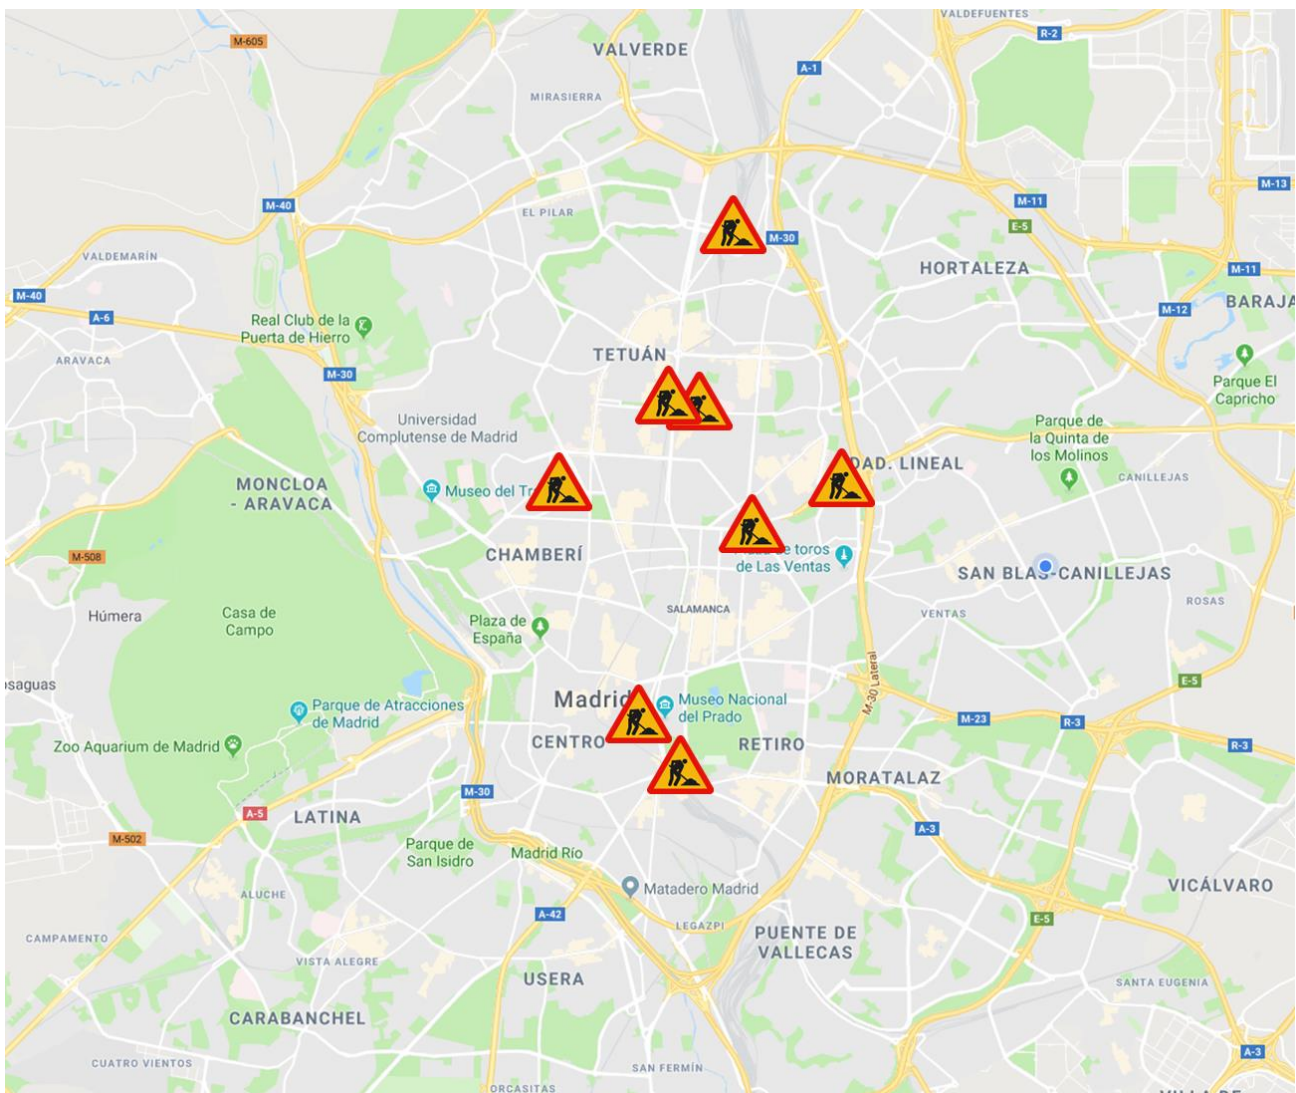 VALDEFUENTES
M-605
R-2
VALVERDE
A-1
MIRASIERRA
M-13
M-40
M-11
EL PILAR
E-5
M-30
VALDEMARÍN
HORTALEZA
M-11
M-40
BARAJA
A-6
M-12
Real Club de la
Puerta de Hierro
TETUÁN
ARAVACA
M-30
Parque El
Capricho
Universidad
Complutense de Madrid
Parque de
la Quinta de
los Molinos
DAD. LINEAL
CANILLEJAS
MONCLOA
- ARAVACA
Museo del Tr
M-508
CHAMBERÍ
de toros
de Las Ventas
SAN BLAS-CANILLEJAS
Húmera
Casa de
Campo
SALAMANCA
VENTAS
ROSAS
Plaza de
España
osaguas
E-5
M-30 Lateral
Madrid
Museo Nacional
del Prado
Parque de Atracciones
de Madrid
M-23
R-3
Zoo Aquarium de Madrid
CENTRO
RETIRO
R-3
MORATALAZ
M-30
A-5
LATINA
A-3
M-502
Parque de
San Isidro
Madrid Río
Matadero Madrid
VICÁLVARO
ALUCHE
A-42
LEGAZPI
E-5
CAMPAMENTO
PUENTE DE
VALLECAS
VISTA ALEGRE
USERA
SANTA EUGENIA
CARABANCHEL
A-3
CUATRO VIENTOS
SAN FERMÍN
ORCASITAS
VILLA DE